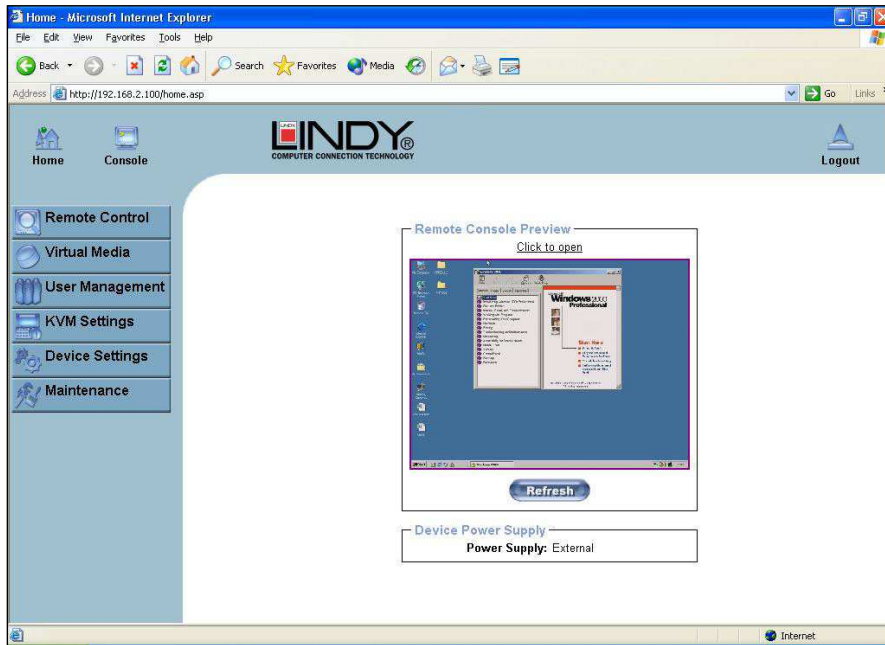 Home - Microsoft Internet Explorer
File Edit View Favorites Tools Help
Back Search Favorites Media
Address http://192.168.2.100/home.asp Go Links
Home Console
LINDY®
COMPUTER CONNECTION TECHNOLOGY
Logout
Remote Control
Virtual Media
User Management
KVM Settings
Device Settings
Maintenance
Remote Console Preview
Click to open
Windows 2000
Professional
Start Here
Refresh
Device Power Supply
Power Supply: External
Internet